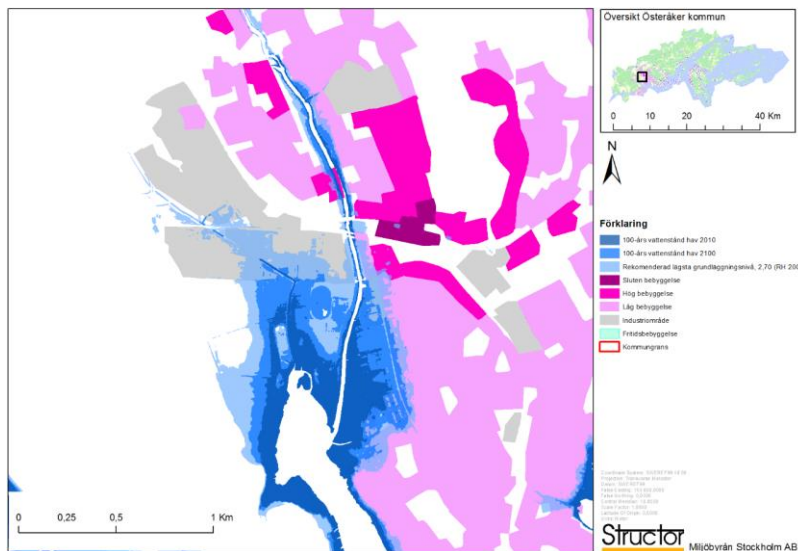 Översikt Österåker kommun
0 10 20 40 Km
N
Förklaring
100-års vattenstånd hav 2010
100-års vattenstånd hav 2100
Rekomenderad lägsta grundläggningsnivå, 2,70 (RH 200
Sluten bebyggelse
Hög bebyggelse
Låg bebyggelse
Industriområde
Fritidsbebyggelse
Kommungräns
0 0,25 0,5 1 Km
Structor Miljöbyrån Stockholm AB